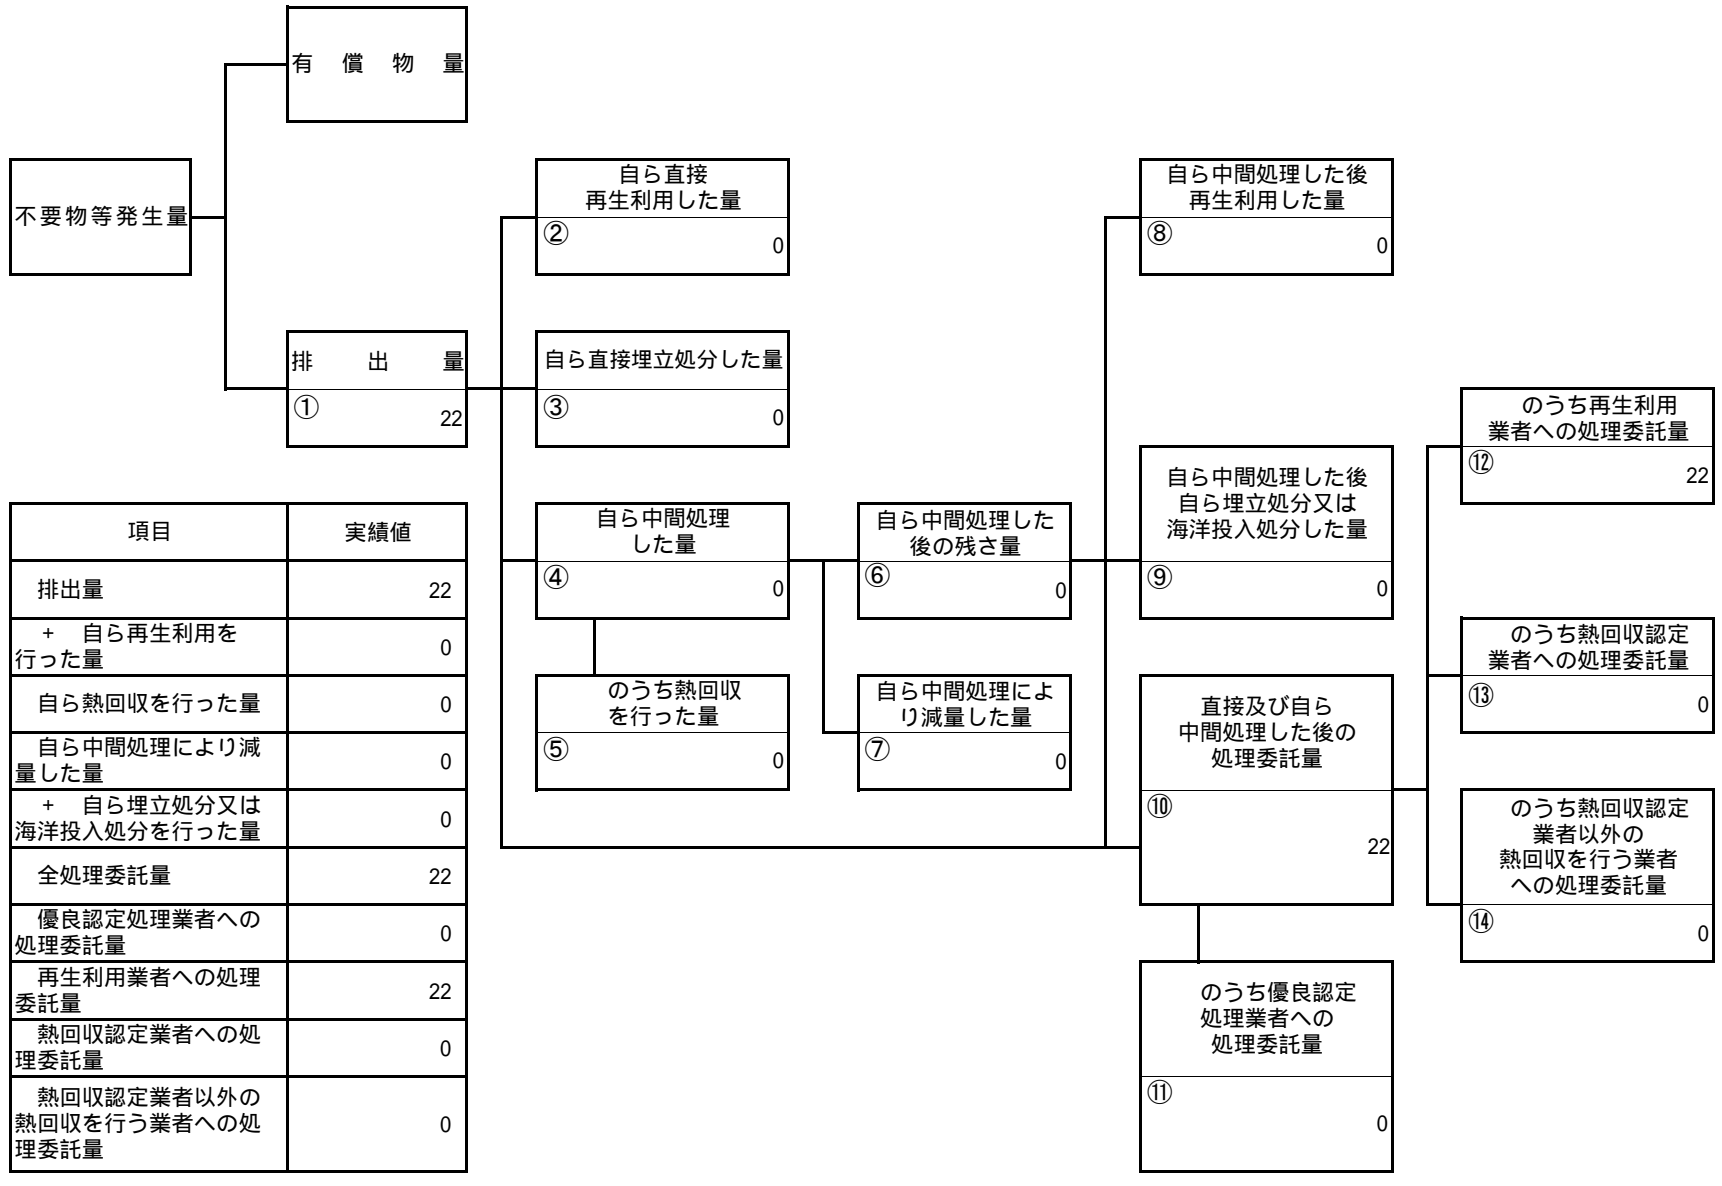 有償物量
不要物等発生量
排出量
①
22
自ら直接
再生利用した量
②
0
自ら直接埋立処分した量
③
0
自ら中間処理
した量
④
0
のうち熱回収
を行った量
⑤
0
自ら中間処理した
後の残さ量
⑥
0
自ら中間処理によ
り減量した量
⑦
0
自ら中間処理した後
再生利用した量
⑧
0
自ら中間処理した後
自ら埋立処分又は
海洋投入処分した量
⑨
0
直接及び自ら
中間処理した後の
処理委託量
⑩
22
のうち優良認定
処理業者への
処理委託量
⑪
0
のうち再生利用
業者への処理委託量
⑫
22
のうち熱回収認定
業者への処理委託量
⑬
0
のうち熱回収認定
業者以外の
熱回収を行う業者
への処理委託量
⑭
0
項目 実績値
排出量 22
+ 自ら再生利用を
行った量 0
自ら熱回収を行った量 0
自ら中間処理により減
量した量 0
+ 自ら埋立処分又は
海洋投入処分を行った量 0
全処理委託量 22
優良認定処理業者への
処理委託量 0
再生利用業者への処理
委託量 22
熱回収認定業者への処
理委託量 0
熱回収認定業者以外の
熱回収を行う業者への処
理委託量 0